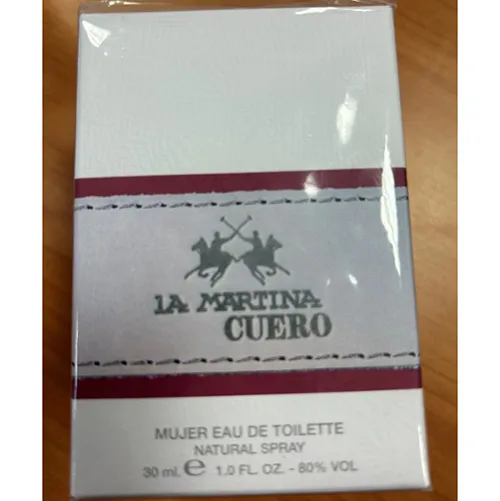 LA MARTINA
CUERO
MUJER EAU DE TOILETTE
NATURAL SPRAY
30 ml. ℮ 1.0 FL. OZ. - 80% VOL